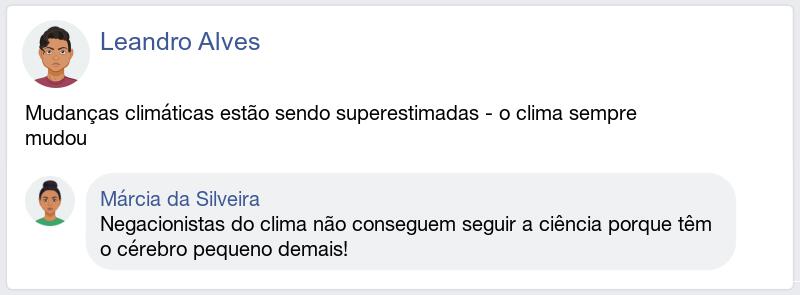 Leandro Alves
Mudanças climáticas estão sendo superestimadas - o clima sempre
mudou
Márcia da Silveira
Negacionistas do clima não conseguem seguir a ciência porque têm
o cérebro pequeno demais!